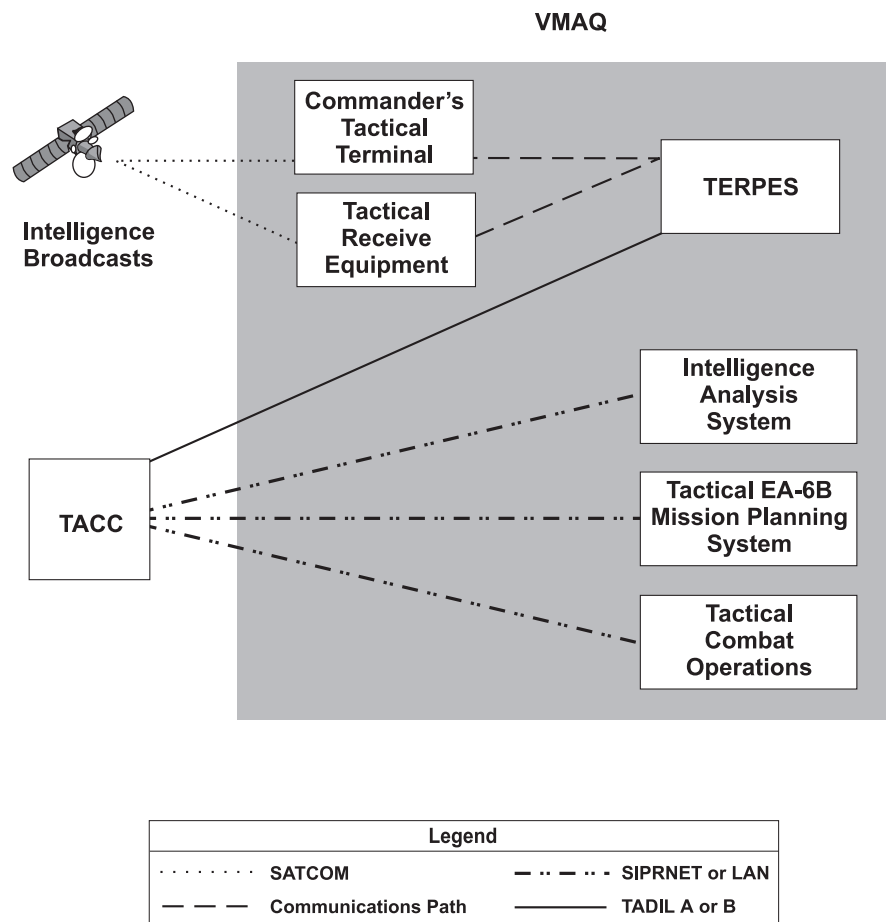 VMAQ
Commander's
Tactical
Terminal
TERPES
Tactical
Receive
Equipment
Intelligence
Broadcasts
Intelligence
Analysis
System
TACC
Tactical EA-6B
Mission Planning
System
Tactical
Combat
Operations
Legend
SATCOM
SIPRNET or LAN
Communications Path
TADIL A or B